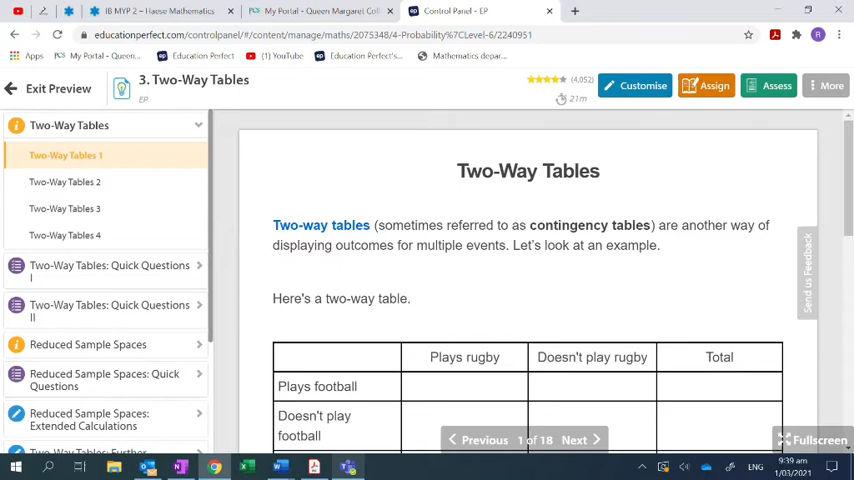 IB MYP 2 – Haese Mathematics
My Portal - Queen Margaret Coll
Control Panel - EP
educationperfect.com/controlpanel/#/content/manage/maths/2075348/4-Probability%7CLevel-6/2240951
R
Apps
My Portal - Queen...
Education Perfect
(1) YouTube
Education Perfect's...
Mathematics depar...
Exit Preview
3. Two-Way Tables
EP
(4,052)
21m
Customise
Assign
Assess
More
Two-Way Tables
Two-Way Tables 1
Two-Way Tables 2
Two-Way Tables 3
Two-Way Tables 4
Two-Way Tables: Quick Questions
I
Two-Way Tables: Quick Questions
II
Reduced Sample Spaces
Reduced Sample Spaces: Quick
Questions
Reduced Sample Spaces:
Extended Calculations
Two-Way Tables: Further
Two-Way Tables
Two-way tables (sometimes referred to as contingency tables) are another way of
displaying outcomes for multiple events. Let's look at an example.
Here's a two-way table.
Plays rugby
Doesn't play rugby
Total
Plays football
Doesn't play
football
Send us Feedback
Previous
1 of 18
Next
Fullscreen
ENG
9:39 am
1/03/2021